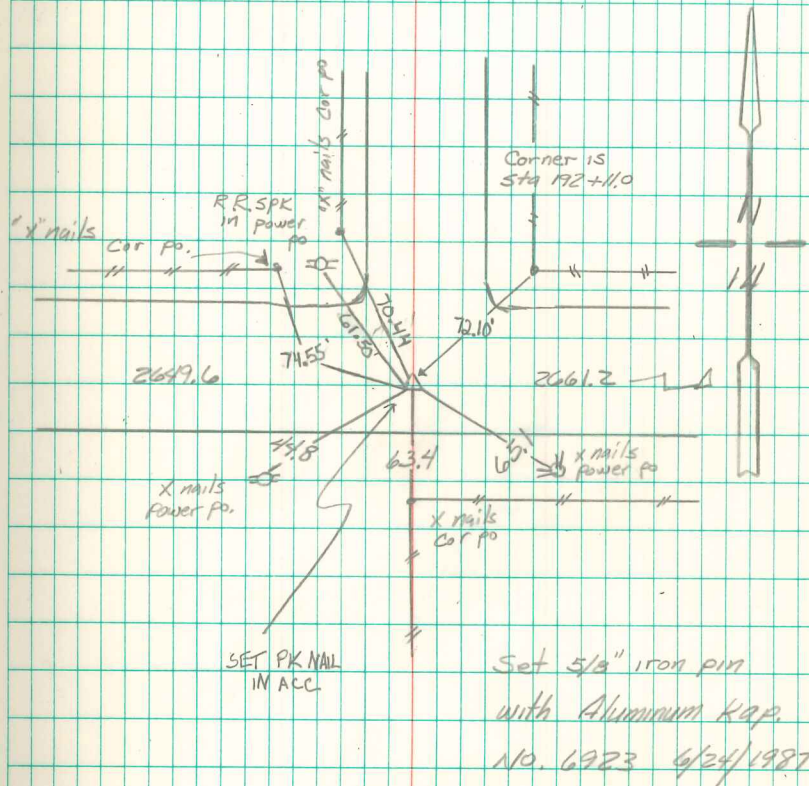 "x" nails Cor po
Corner is
sta 192 + 11.0
R.R. SPK
in power
po
"x" nails
Cor po.
N
14
70.44
61.50'
72.10'
74.55'
2649.6
2661.2
44.8
63.4
x nails
power po
X nails
power po.
x nails
Cor po
SET PK NAIL
IN ACC
Set 5/8" iron pin
with Aluminum Kap.
NO. 6923 6/24/1987